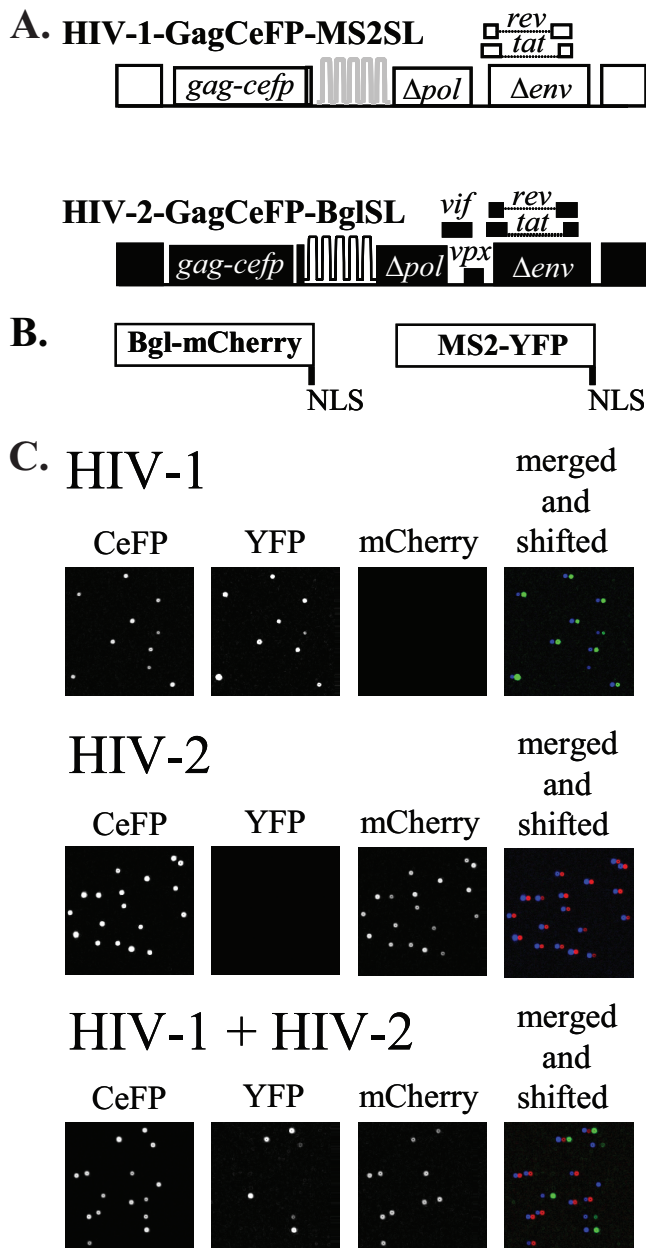 A.
HIV-1-GagCeFP-MS2SL
rev
tat
gag-cefp
Δpol
Δenv
HIV-2-GagCeFP-BglSL
vif
rev
tat
vpx
gag-cefp
Δpol
Δenv
B.
Bgl-mCherry
MS2-YFP
NLS
NLS
C.
HIV-1
CeFP
YFP
mCherry
merged
and
shifted
HIV-2
CeFP
YFP
mCherry
merged
and
shifted
HIV-1 + HIV-2
CeFP
YFP
mCherry
merged
and
shifted